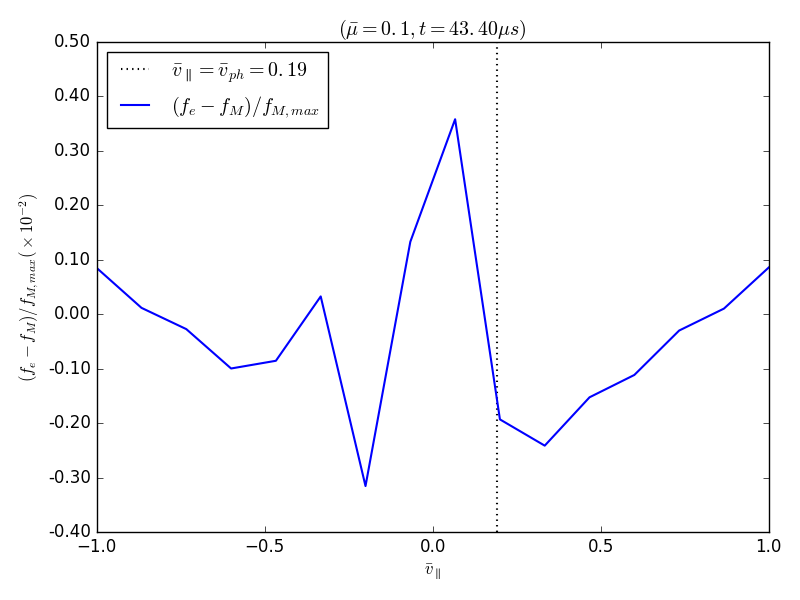 (μ̄ = 0.1, t = 43.40μs)
v̄∥ = v̄ph = 0.19
(fe − fM)/fM,max
0.50
0.40
0.30
0.20
0.10
0.00
-0.10
-0.20
-0.30
-0.40
(fe − fM)/fM,max(×10⁻²)
−1.0 −0.5 0.0 0.5 1.0
v̄∥